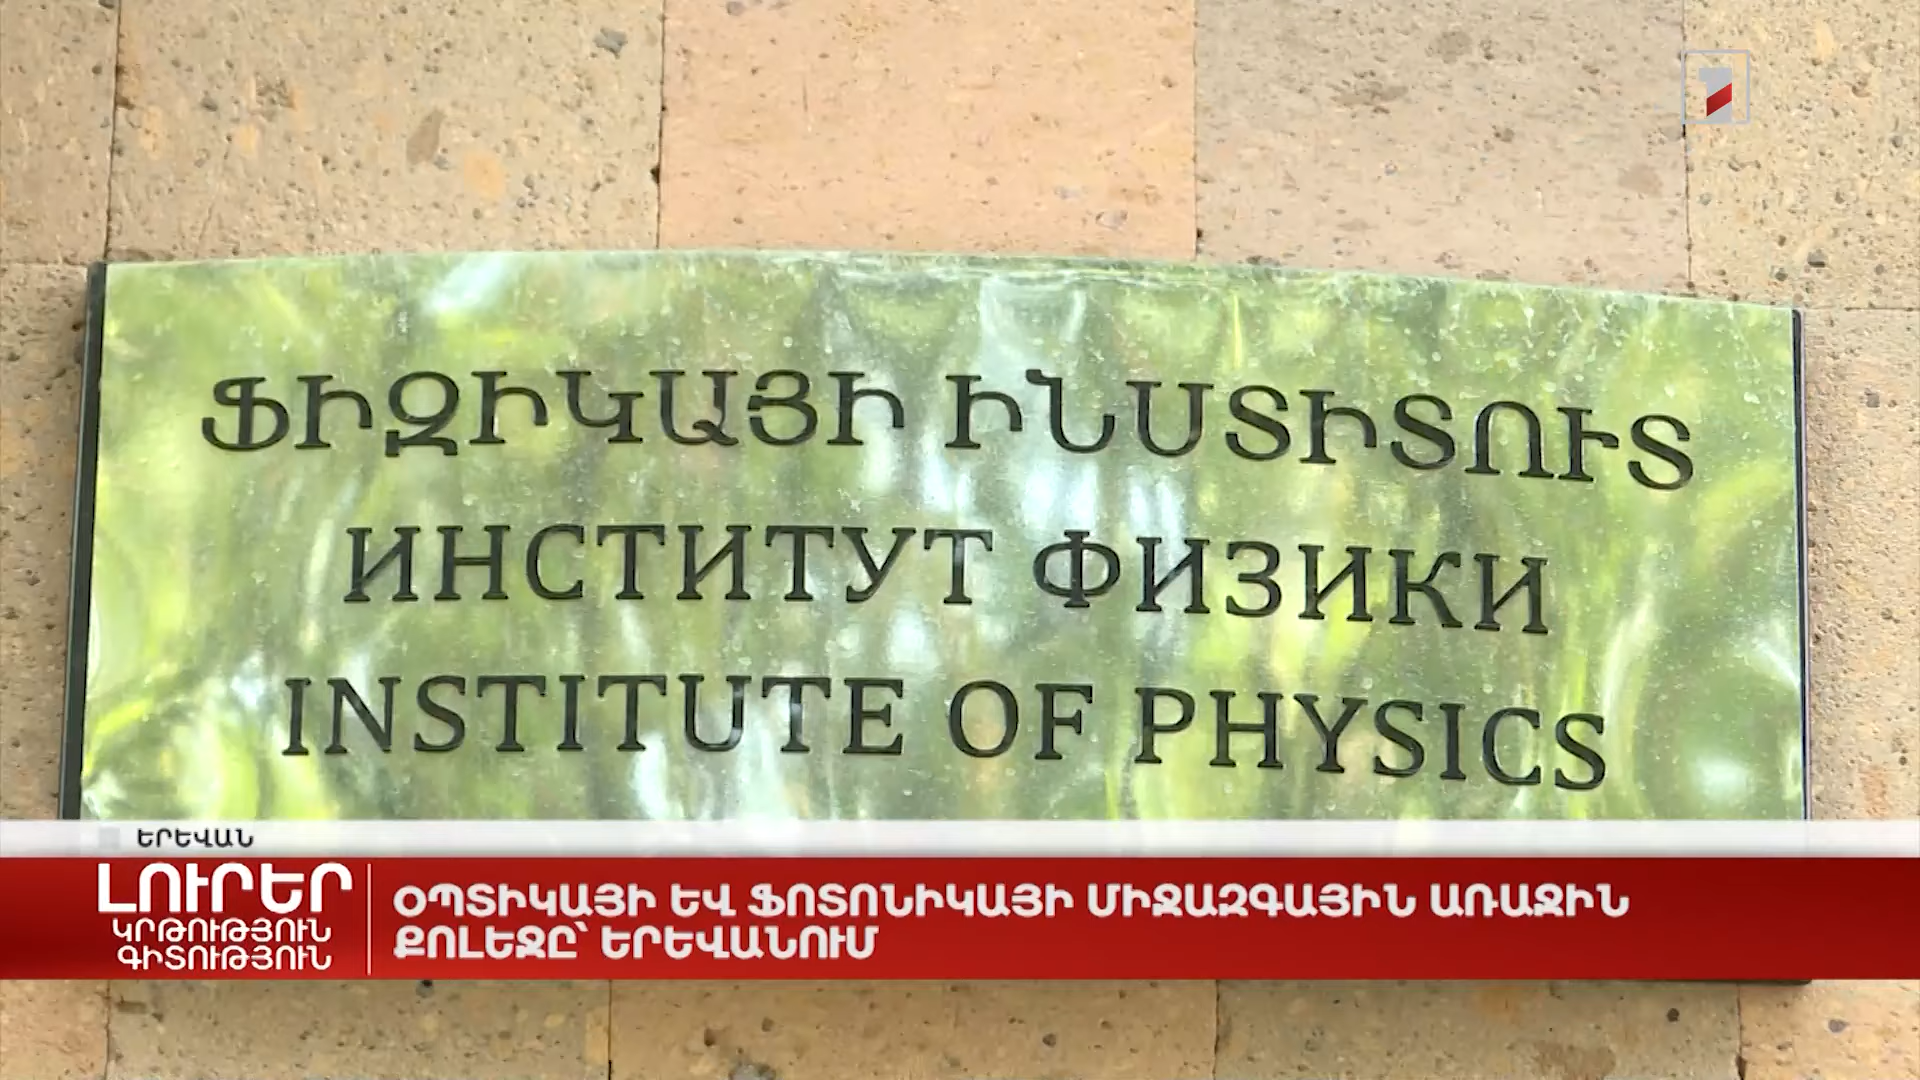 ՖԻԶԻԿԱՅԻ ԻՆՍՏԻՏՈՒՏ
ИНСТИТУТ ФИЗИКИ
INSTITUTE OF PHYSICS
ԵՐԵՎԱՆ
ԼՈՒՐԵՐ
ԿՐԹՈՒԹՅՈՒՆ
ԳԻՏՈՒԹՅՈՒՆ
ՕՊՏԻԿԱՅԻ ԵՎ ՖՈՏՈՆԻԿԱՅԻ ՄԻՋԱԶԳԱՅԻՆ ԱՌԱՋԻՆ
ՔՈԼԵՋԸ՝ ԵՐԵՎԱՆՈՒՄ